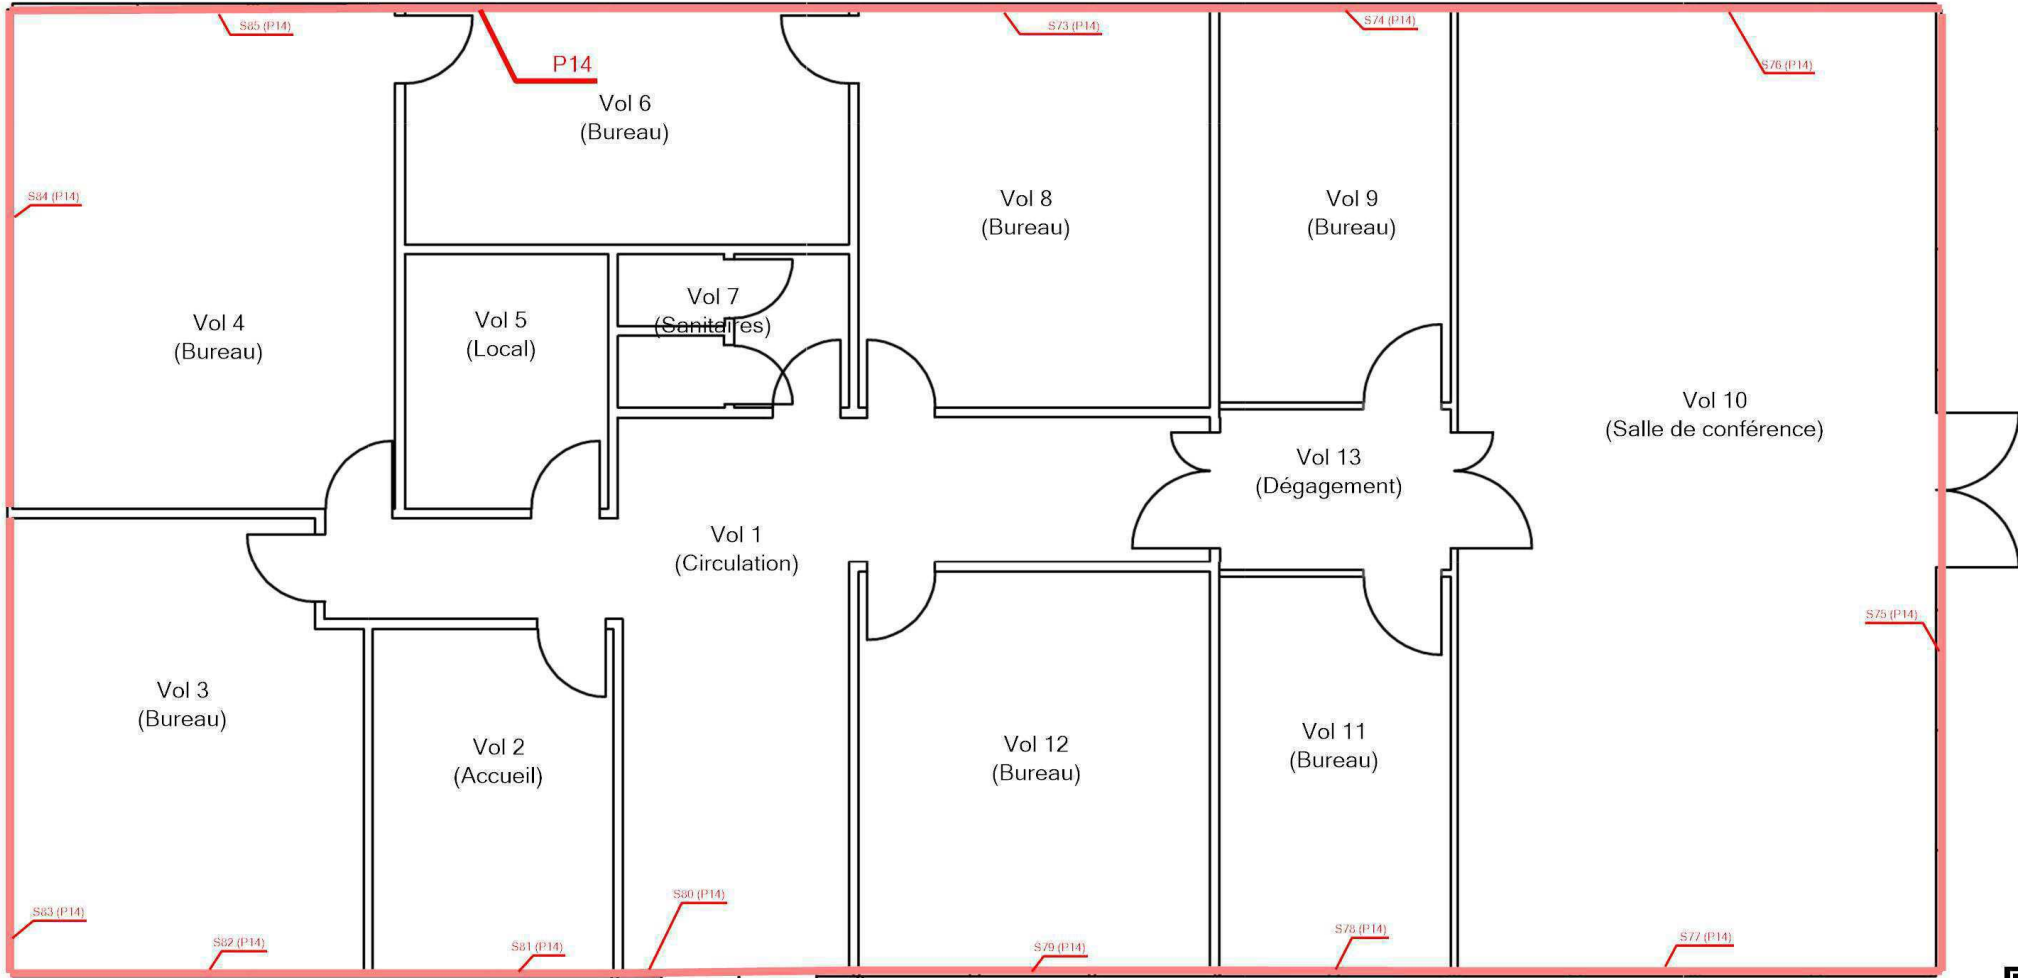 S85 (P14)
S73 (P14)
S74 (P14)
S76 (P14)
P14
Vol 6
(Bureau)
S84 (P14)
Vol 8
(Bureau)
Vol 9
(Bureau)
Vol 4
(Bureau)
Vol 5
(Local)
Vol 7
(Sanitaires)
Vol 10
(Salle de conférence)
Vol 13
(Dégagement)
Vol 1
(Circulation)
S75 (P14)
Vol 3
(Bureau)
Vol 2
(Accueil)
Vol 12
(Bureau)
Vol 11
(Bureau)
S80 (P14)
S83 (P14)
S82 (P14)
S81 (P14)
S79 (P14)
S78 (P14)
S77 (P14)